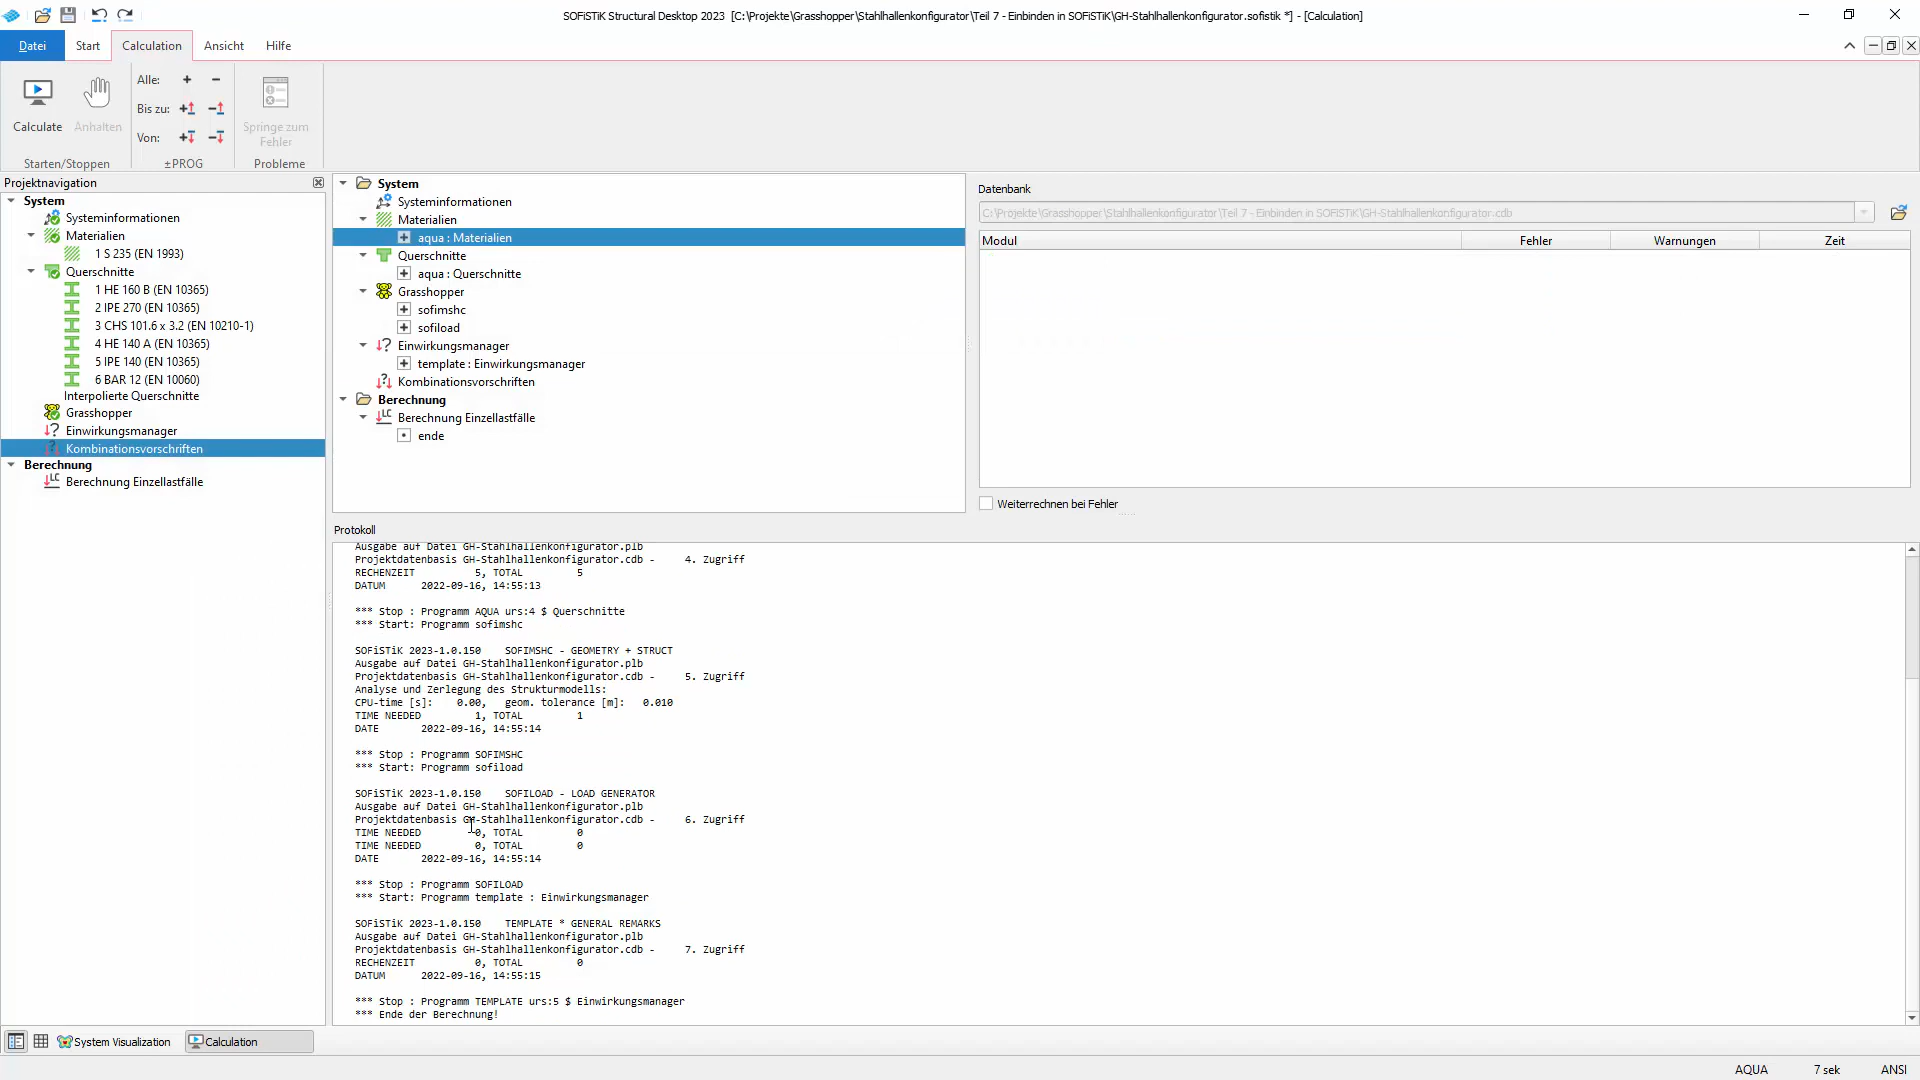 SOFiSTiK Structural Desktop 2023 [C:\Projekte\Grasshopper\Stahlhallenkonfigurator\Teil 7 - Einbinden in SOFiSTiK\GH-Stahlhallenkonfigurator.sofistik *] - [Calculation]
Datei Start Calculation Ansicht Hilfe
Calculate
Anhalten
Starten/Stoppen
Alle: + -
Bis zu:
Von:
±PROG
Springe zum
Fehler
Probleme
Projektnavigation
System
Systeminformationen
Materialien
1 S 235 (EN 1993)
Querschnitte
1 HE 160 B (EN 10365)
2 IPE 270 (EN 10365)
3 CHS 101.6 x 3.2 (EN 10210-1)
4 HE 140 A (EN 10365)
5 IPE 140 (EN 10365)
6 BAR 12 (EN 10060)
Interpolierte Querschnitte
Grasshopper
Einwirkungsmanager
Kombinationsvorschriften
Berechnung
Berechnung Einzellastfälle
System
Systeminformationen
Materialien
aqua : Materialien
Querschnitte
aqua : Querschnitte
Grasshopper
sofimshc
sofiload
Einwirkungsmanager
template : Einwirkungsmanager
Kombinationsvorschriften
Berechnung
Berechnung Einzellastfälle
ende
Datenbank
C:\Projekte\Grasshopper\Stahlhallenkonfigurator\Teil 7 - Einbinden in SOFiSTiK\GH-Stahlhallenkonfigurator.cdb
Modul Fehler Warnungen Zeit
Weiterrechnen bei Fehler
Protokoll
Ausgabe auf Datei GH-Stahlhallenkonfigurator.plb
Projektdatenbasis GH-Stahlhallenkonfigurator.cdb - 4. Zugriff
RECHENZEIT 5, TOTAL 5
DATUM 2022-09-16, 14:55:13
*** Stop : Programm AQUA urs:4 $ Querschnitte
*** Start: Programm sofimshc
SOFiSTiK 2023-1.0.150 SOFIMSHC - GEOMETRY + STRUCT
Ausgabe auf Datei GH-Stahlhallenkonfigurator.plb
Projektdatenbasis GH-Stahlhallenkonfigurator.cdb - 5. Zugriff
Analyse und Zerlegung des Strukturmodells:
CPU-time [s]: 0.00, geom. tolerance [m]: 0.010
TIME NEEDED 1, TOTAL 1
DATE 2022-09-16, 14:55:14
*** Stop : Programm SOFIMSHC
*** Start: Programm sofiload
SOFiSTiK 2023-1.0.150 SOFILOAD - LOAD GENERATOR
Ausgabe auf Datei GH-Stahlhallenkonfigurator.plb
Projektdatenbasis GH-Stahlhallenkonfigurator.cdb - 6. Zugriff
TIME NEEDED 0, TOTAL 0
TIME NEEDED 0, TOTAL 0
DATE 2022-09-16, 14:55:14
*** Stop : Programm SOFILOAD
*** Start: Programm template : Einwirkungsmanager
SOFiSTiK 2023-1.0.150 TEMPLATE * GENERAL REMARKS
Ausgabe auf Datei GH-Stahlhallenkonfigurator.plb
Projektdatenbasis GH-Stahlhallenkonfigurator.cdb - 7. Zugriff
RECHENZEIT 0, TOTAL 0
DATUM 2022-09-16, 14:55:15
*** Stop : Programm TEMPLATE urs:5 $ Einwirkungsmanager
*** Ende der Berechnung!
System Visualization Calculation
AQUA 7 sek ANSI